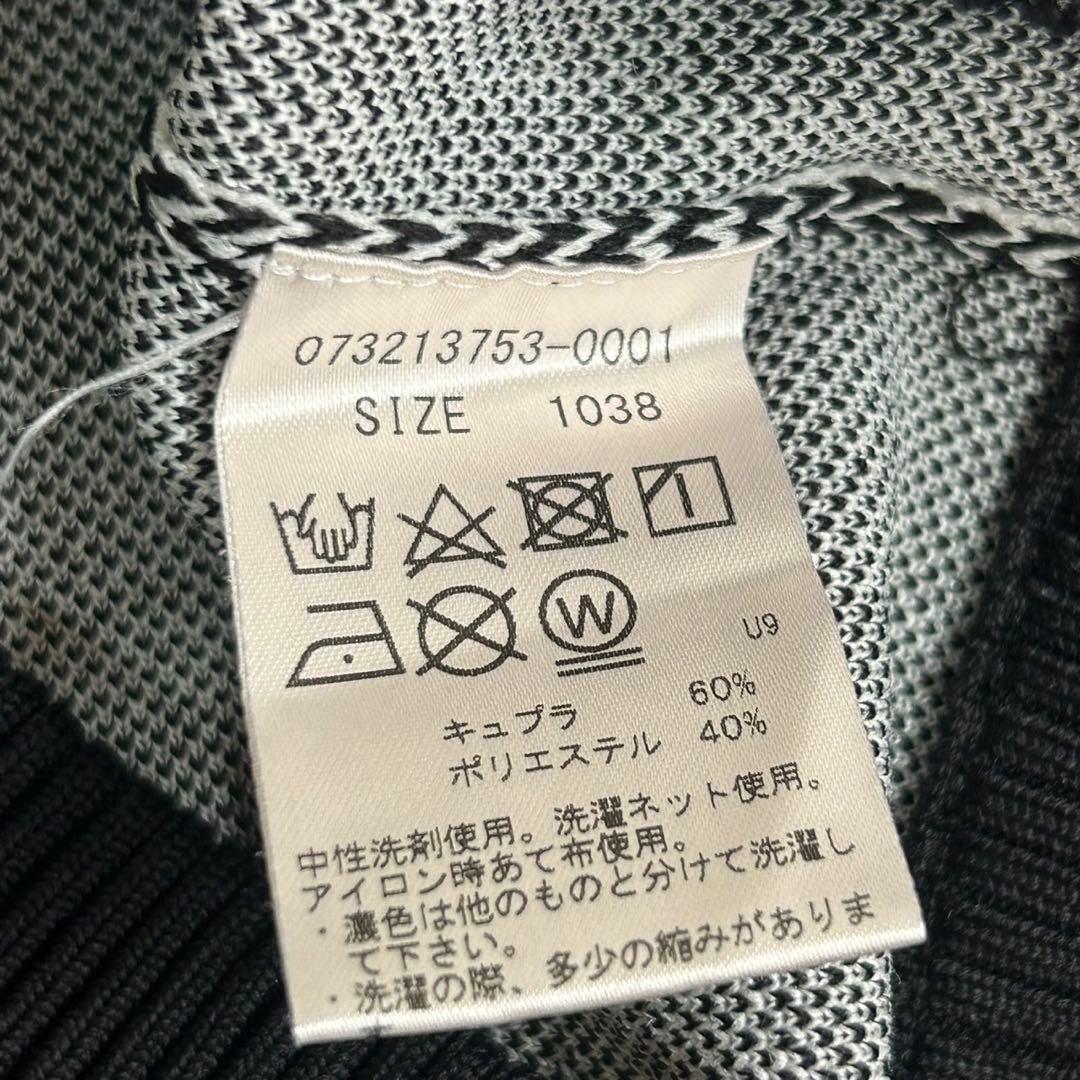 073213753-0001
SIZE 1038
W
U9
キュプラ 60%
ポリエステル 40%
中性洗剤使用。洗濯ネット使用。
アイロン時あて布使用。
・濃色は他のものと分けて洗濯し
て下さい。
・洗濯の際、多少の縮みがありま